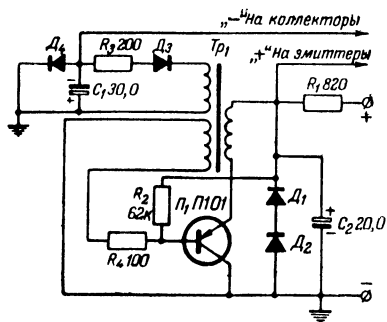 „–" На коллекторы
„+" На эмиттеры
Д4
R3 200
Д3
Тр1
C1 30,0
R1 820
+
R2
62к
П1 П101
Д1
Д2
R4 100
+
C2 20,0
–